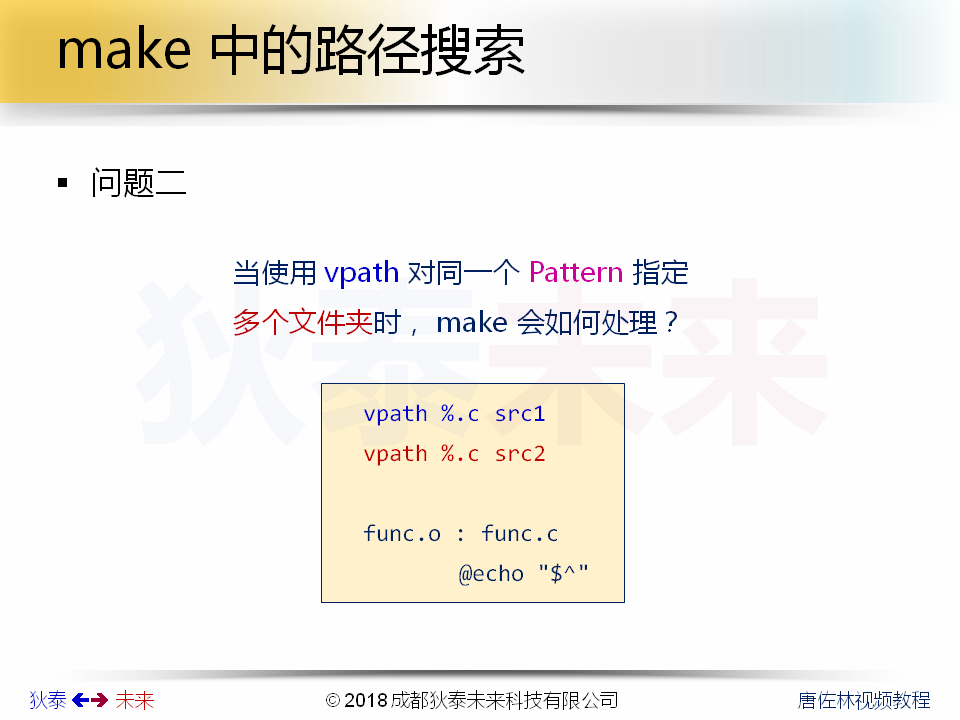 make 中的路径搜索
▪ 问题二
当使用 vpath 对同一个 Pattern 指定
多个文件夹时，make 会如何处理？
狄泰未来
vpath %.c src1
vpath %.c src2
func.o : func.c
@echo "$^"
狄泰 未来
© 2018 成都狄泰未来科技有限公司
唐佐林视频教程